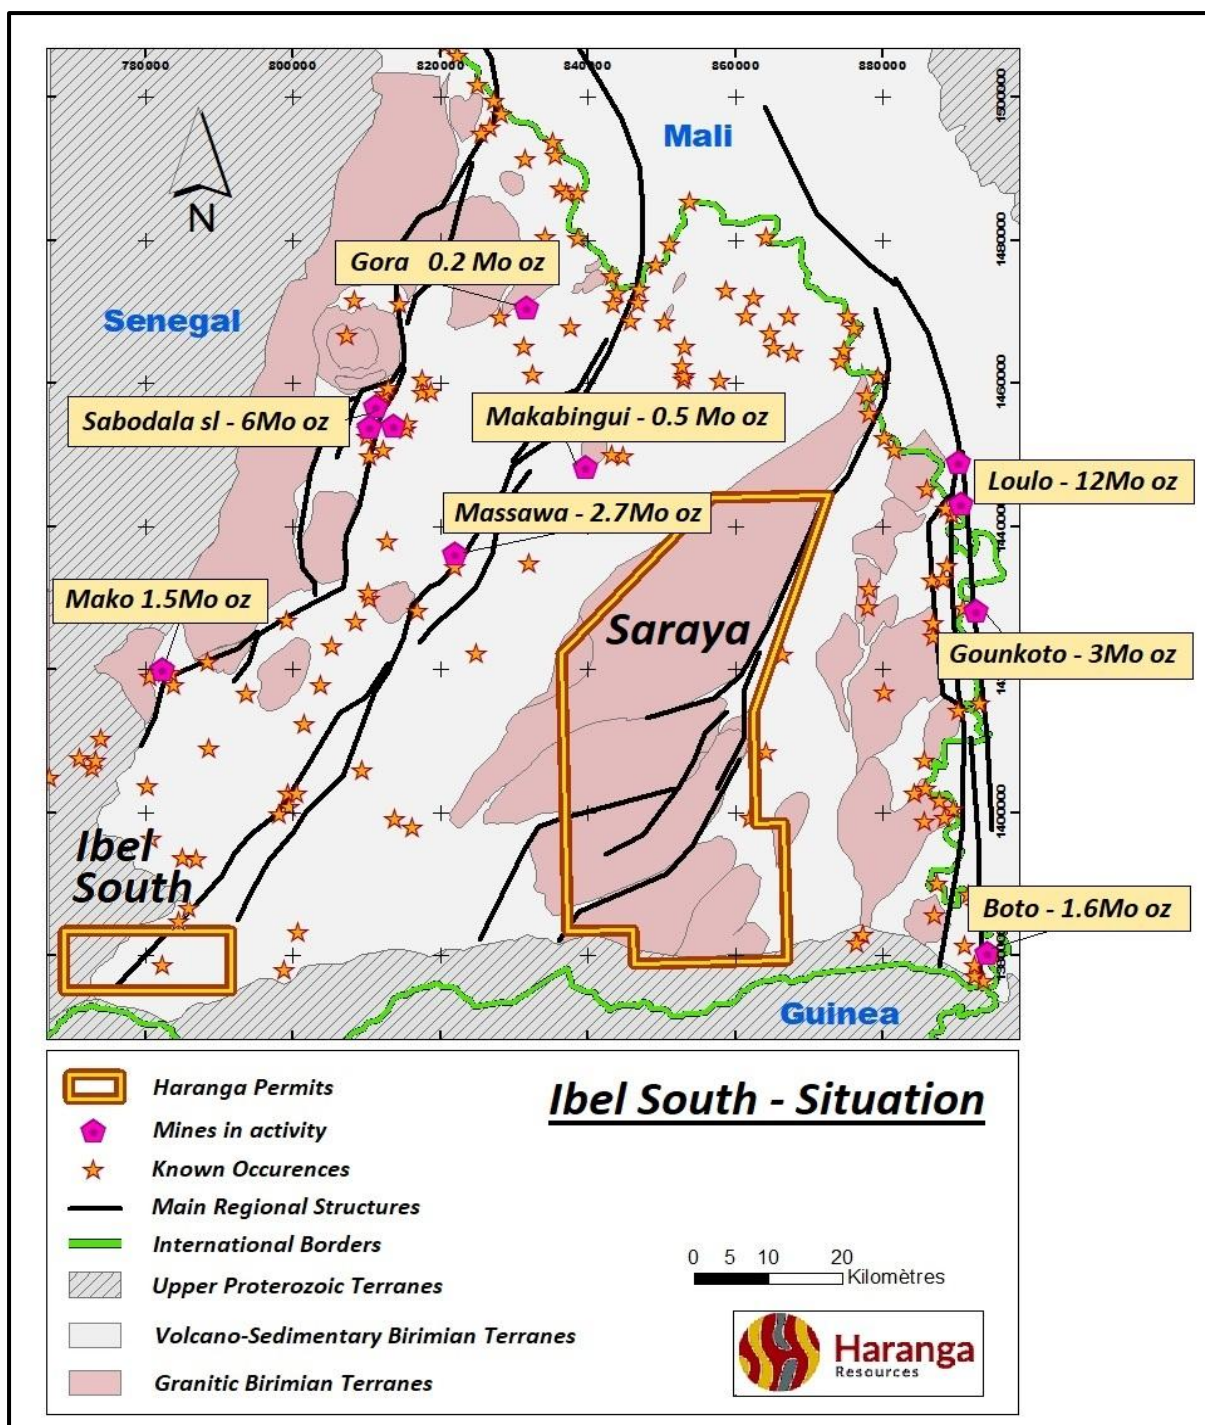 780000 800000 820000 840000 860000 880000
1500000
Mali
N
1480000
Gora 0.2 Mo oz
Senegal
1460000
Sabodala sl - 6Mo oz
Makabingui - 0.5 Mo oz
Loulo - 12Mo oz
Massawa - 2.7Mo oz
1440000
Mako 1.5Mo oz
Saraya
Gounkoto - 3Mo oz
1400000
Ibel
South
Boto - 1.6Mo oz
1380000
Guinea
Haranga Permits
Ibel South - Situation
Mines in activity
Known Occurences
Main Regional Structures
International Borders
0 5 10 20
Kilomètres
Upper Proterozoic Terranes
Volcano-Sedimentary Birimian Terranes
Granitic Birimian Terranes
Haranga
Resources